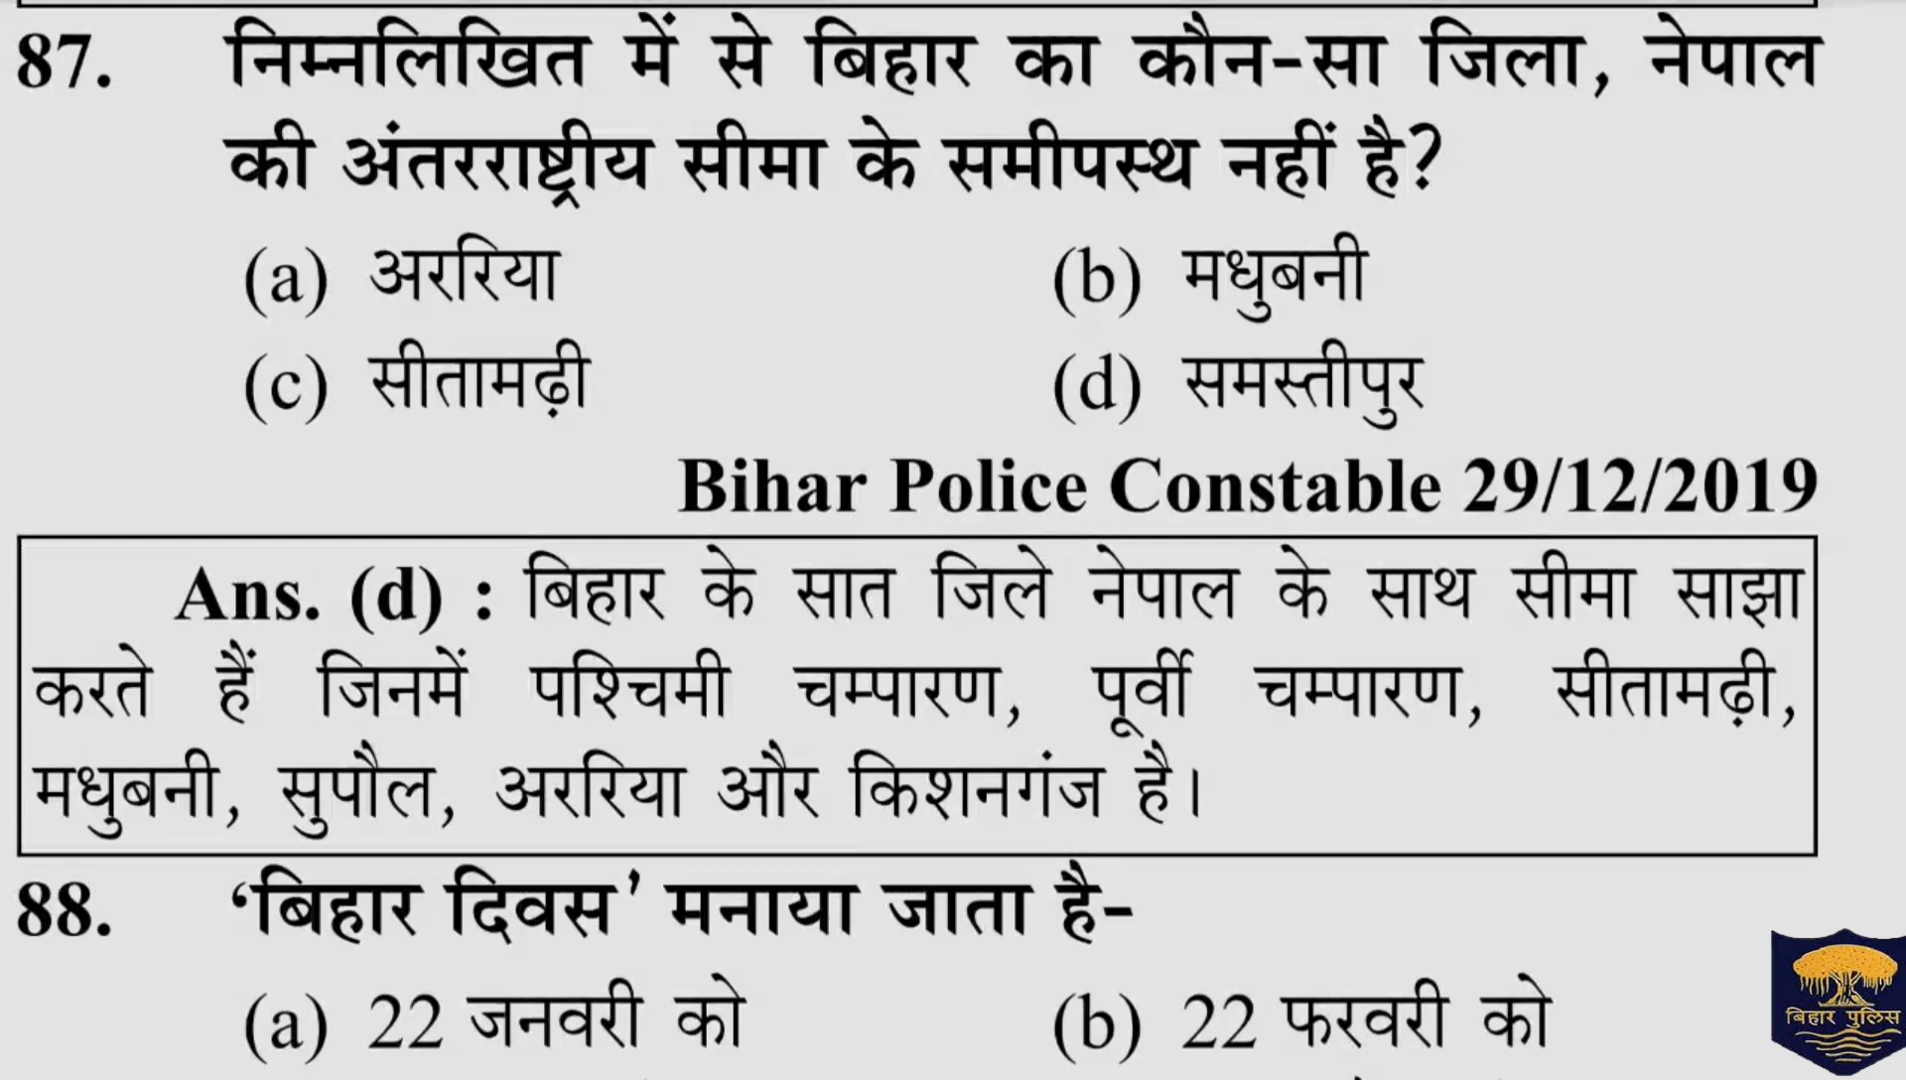 87. निम्नलिखित में से बिहार का कौन-सा जिला, नेपाल
की अंतरराष्ट्रीय सीमा के समीपस्थ नहीं है?
(a) अररिया (b) मधुबनी
(c) सीतामढ़ी (d) समस्तीपुर
Bihar Police Constable 29/12/2019
Ans. (d) : बिहार के सात जिले नेपाल के साथ सीमा साझा
करते हैं जिनमें पश्चिमी चम्पारण, पूर्वी चम्पारण, सीतामढ़ी,
मधुबनी, सुपौल, अररिया और किशनगंज है।
88. ‘बिहार दिवस’ मनाया जाता है-
(a) 22 जनवरी को (b) 22 फरवरी को
बिहार पुलिस